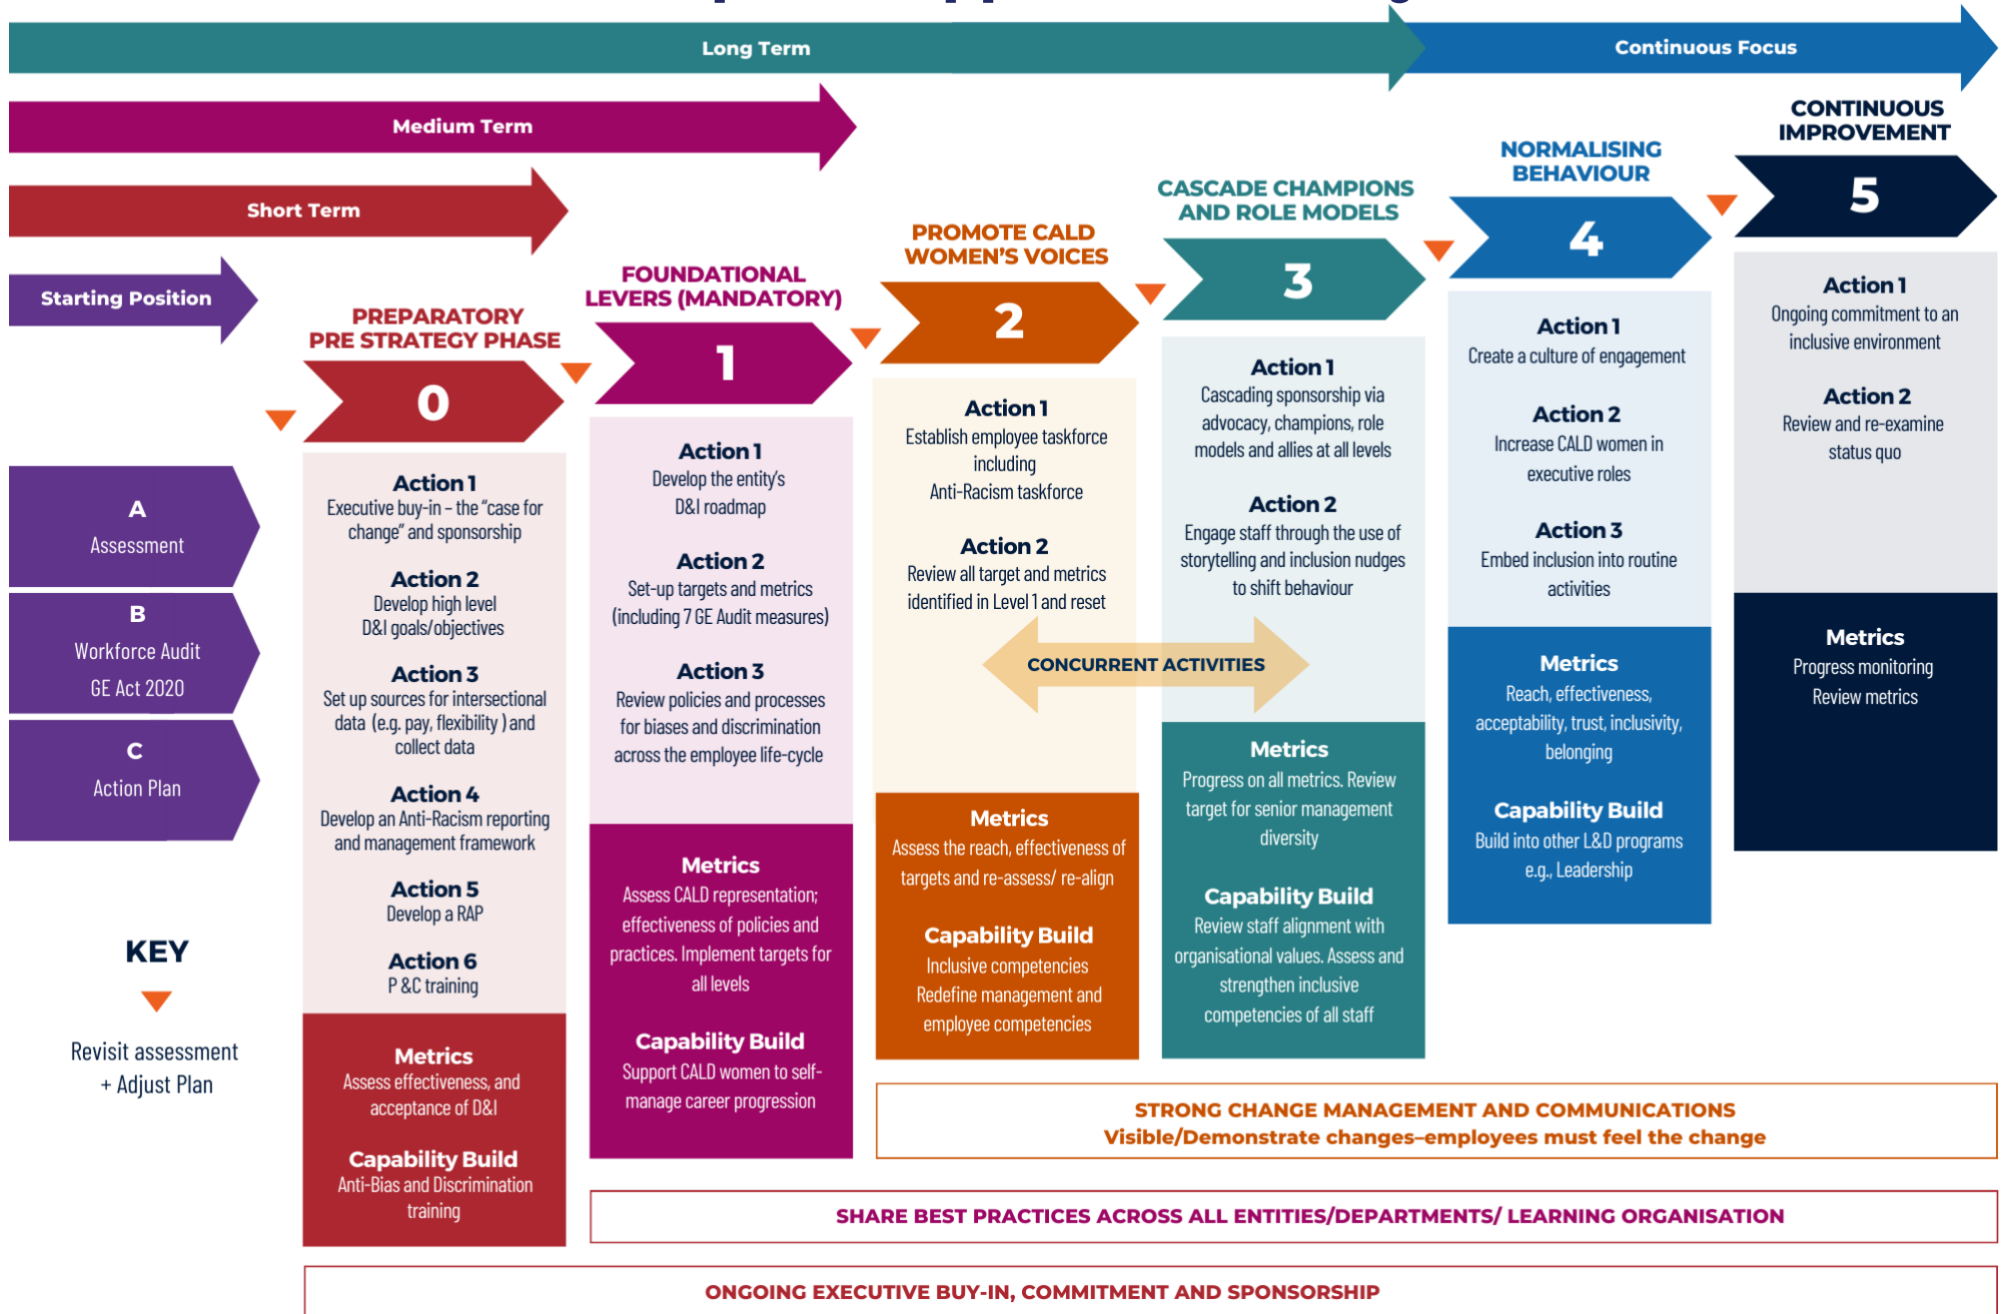 Long Term
Continuous Focus
Medium Term
Short Term
Starting Position
A
Assessment
B
Workforce Audit
GE Act 2020
C
Action Plan
KEY
Revisit assessment
+ Adjust Plan
PREPARATORY
PRE STRATEGY PHASE
0
Action 1
Executive buy-in – the "case for
change" and sponsorship
Action 2
Develop high level
D&I goals/objectives
Action 3
Set up sources for intersectional
data (e.g. pay, flexibility ) and
collect data
Action 4
Develop an Anti-Racism reporting
and management framework
Action 5
Develop a RAP
Action 6
P &C training
Metrics
Assess effectiveness, and
acceptance of D&I
Capability Build
Anti-Bias and Discrimination
training
FOUNDATIONAL
LEVERS (MANDATORY)
1
Action 1
Develop the entity's
D&I roadmap
Action 2
Set-up targets and metrics
(including 7 GE Audit measures)
Action 3
Review policies and processes
for biases and discrimination
across the employee life-cycle
Metrics
Assess CALD representation;
effectiveness of policies and
practices. Implement targets for
all levels
Capability Build
Support CALD women to self-
manage career progression
PROMOTE CALD
WOMEN'S VOICES
2
Action 1
Establish employee taskforce
including
Anti-Racism taskforce
Action 2
Review all target and metrics
identified in Level 1 and reset
CONCURRENT ACTIVITIES
Metrics
Assess the reach, effectiveness of
targets and re-assess/ re-align
Capability Build
Inclusive competencies
Redefine management and
employee competencies
CASCADE CHAMPIONS
AND ROLE MODELS
3
Action 1
Cascading sponsorship via
advocacy, champions, role
models and allies at all levels
Action 2
Engage staff through the use of
storytelling and inclusion nudges
to shift behaviour
Metrics
Progress on all metrics. Review
target for senior management
diversity
Capability Build
Review staff alignment with
organisational values. Assess and
strengthen inclusive
competencies of all staff
NORMALISING
BEHAVIOUR
4
Action 1
Create a culture of engagement
Action 2
Increase CALD women in
executive roles
Action 3
Embed inclusion into routine
activities
Metrics
Reach, effectiveness,
acceptability, trust, inclusivity,
belonging
Capability Build
Build into other L&D programs
e.g., Leadership
CONTINUOUS
IMPROVEMENT
5
Action 1
Ongoing commitment to an
inclusive environment
Action 2
Review and re-examine
status quo
Metrics
Progress monitoring
Review metrics
STRONG CHANGE MANAGEMENT AND COMMUNICATIONS
Visible/Demonstrate changes–employees must feel the change
SHARE BEST PRACTICES ACROSS ALL ENTITIES/DEPARTMENTS/ LEARNING ORGANISATION
ONGOING EXECUTIVE BUY-IN, COMMITMENT AND SPONSORSHIP